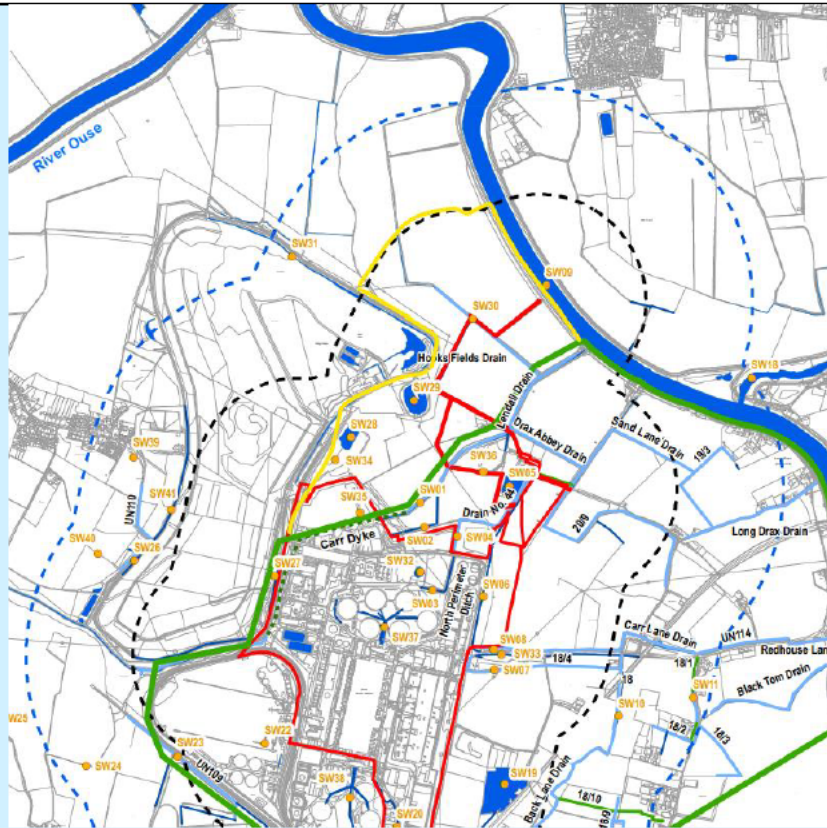 River Ouse
SW31
SW09
SW30
Hooks Fields Drain
SW18
SW29
Lendall Drain
SW28
Drax Abbey Drain
Sand Lane Drain
SW39
SW34
SW36
18/3
SW05
UN110
SW41
SW35
SW01
Drain No. 44
20/9
Long Drax Drain
Carr Dyke
SW02
SW04
SW40
SW26
SW27
SW32
SW03
North Perimeter
Ditch
SW06
SW37
Carr Lane Drain
UN114
SW08
SW33
18/4
18/1
Redhouse Lan
SW07
18
Black Tom Drain
SW11
SW10
SW25
SW22
18/2
18/3
SW23
SW24
UN109
SW19
Back Lane Drain
SW38
18/10
18/9
SW20